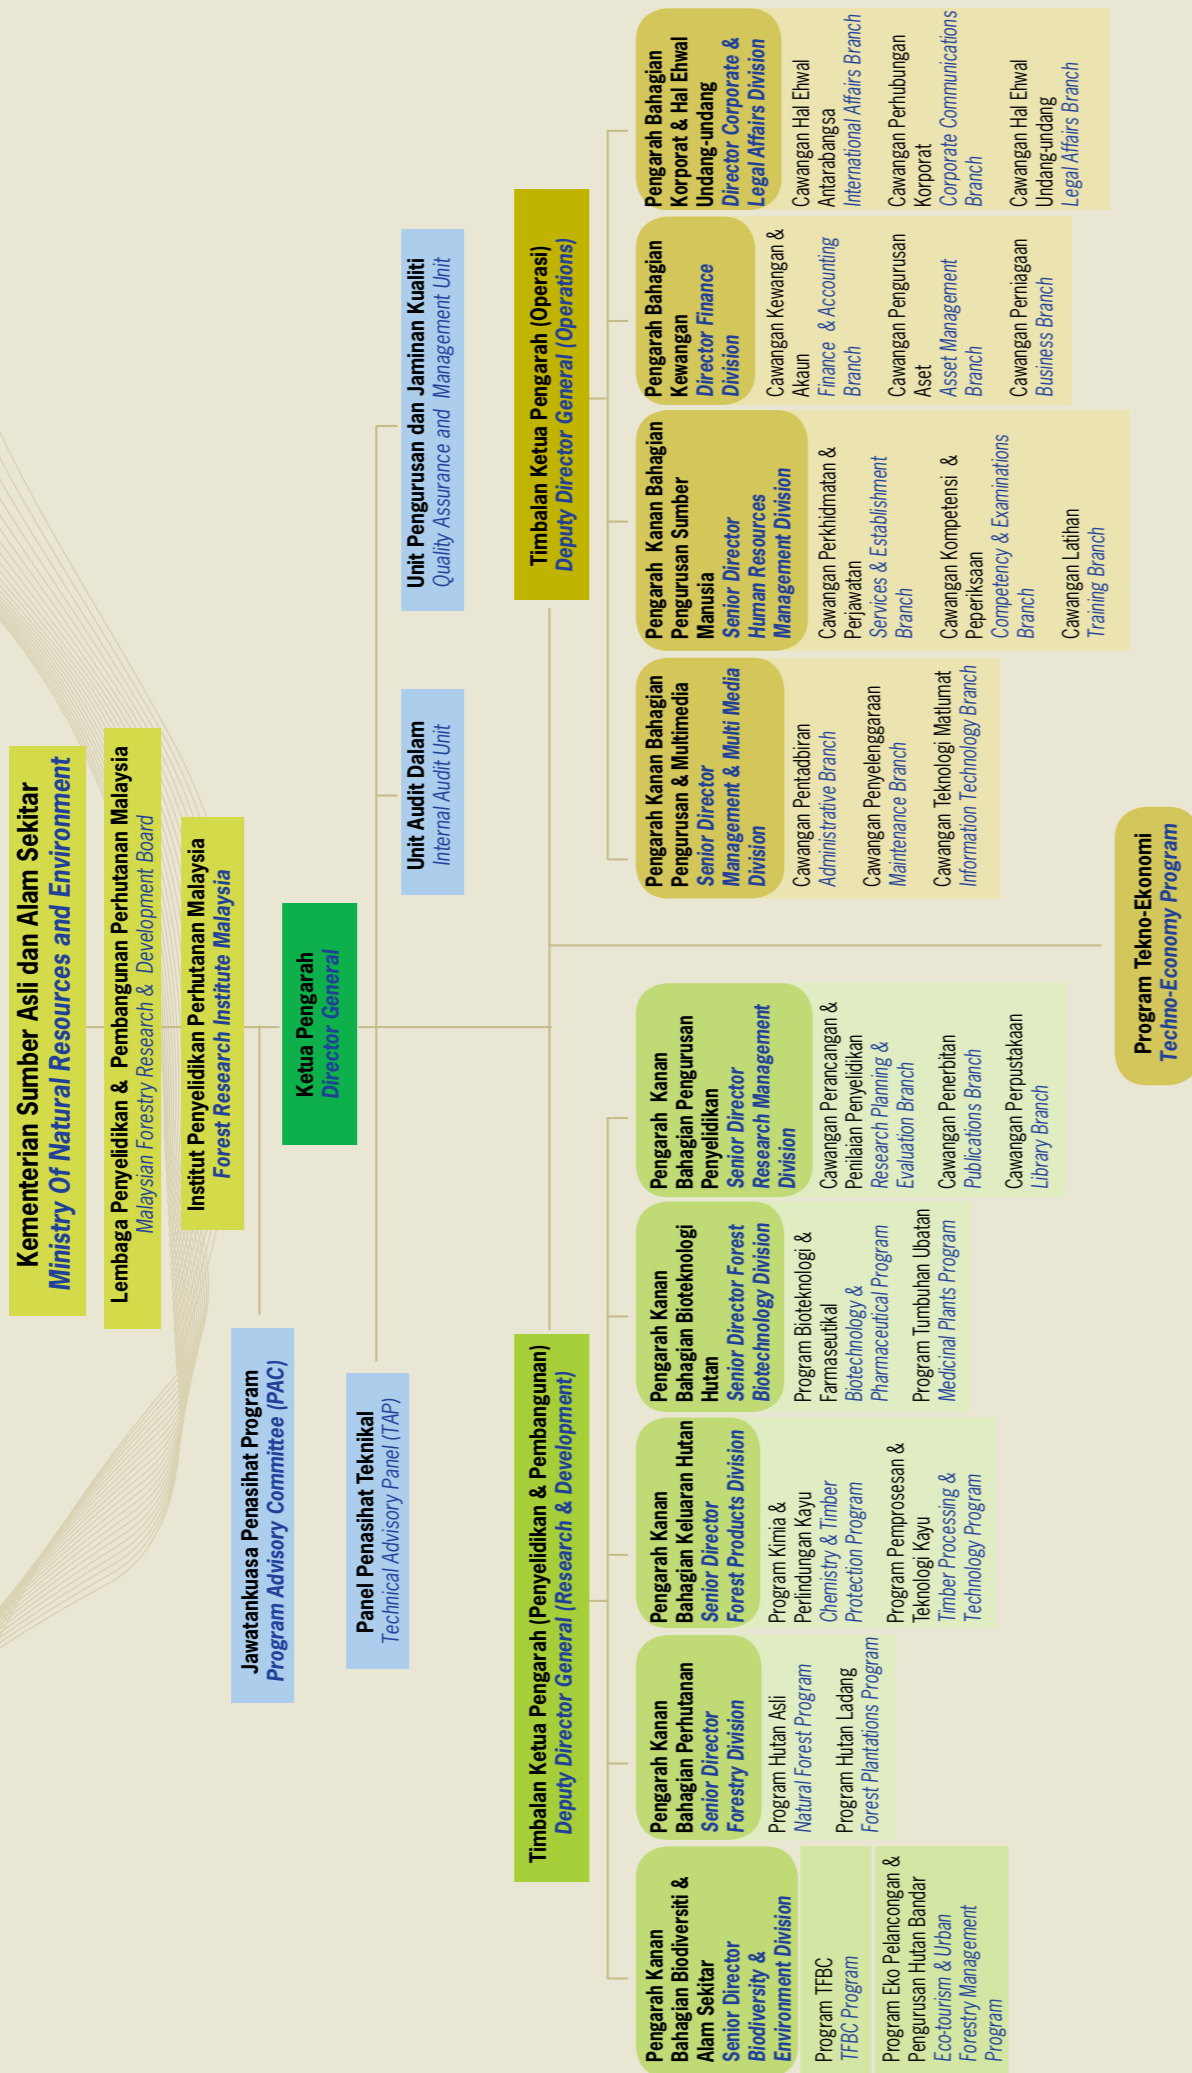 Kementerian Sumber Asli dan Alam Sekitar
Ministry Of Natural Resources and Environment
Lembaga Penyelidikan & Pembangunan Perhutanan Malaysia
Malaysian Forestry Research & Development Board
Institut Penyelidikan Perhutanan Malaysia
Forest Research Institute Malaysia
Jawatankuasa Penasihat Program
Program Advisory Committee (PAC)
Ketua Pengarah
Director General
Panel Penasihat Teknikal
Technical Advisory Panel (TAP)
Unit Audit Dalam
Internal Audit Unit
Unit Pengurusan dan Jaminan Kualiti
Quality Assurance and Management Unit
Timbalan Ketua Pengarah (Penyelidikan & Pembangunan)
Deputy Director General (Research & Development)
Timbalan Ketua Pengarah (Operasi)
Deputy Director General (Operations)
Pengarah Kanan
Bahagian Biodiversiti &
Alam Sekitar
Senior Director
Biodiversity &
Environment Division
Program TFBC
TFBC Program
Program Eko Pelancongan &
Pengurusan Hutan Bandar
Eco-tourism & Urban
Forestry Management
Program
Pengarah Kanan
Bahagian Perhutanan
Senior Director
Forestry Division
Program Hutan Asli
Natural Forest Program
Program Hutan Ladang
Forest Plantations Program
Pengarah Kanan
Bahagian Keluaran Hutan
Senior Director
Forest Products Division
Program Kimia &
Perlindungan Kayu
Chemistry & Timber
Protection Program
Program Pemprosesan &
Teknologi Kayu
Timber Processing &
Technology Program
Pengarah Kanan
Bahagian Bioteknologi
Hutan
Senior Director Forest
Biotechnology Division
Program Bioteknologi &
Farmaseutikal
Biotechnology &
Pharmaceutical Program
Program Tumbuhan Ubatan
Medicinal Plants Program
Pengarah Kanan
Bahagian Pengurusan
Penyelidikan
Senior Director
Research Management
Division
Cawangan Perancangan &
Penilaian Penyelidikan
Research Planning &
Evaluation Branch
Cawangan Penerbitan
Publications Branch
Cawangan Perpustakaan
Library Branch
Pengarah Kanan Bahagian
Pengurusan & Multimedia
Senior Director
Management & Multi Media
Division
Cawangan Pentadbiran
Administrative Branch
Cawangan Penyelenggaraan
Maintenance Branch
Cawangan Teknologi Matlumat
Information Technology Branch
Pengarah Kanan Bahagian
Pengurusan Sumber
Manusia
Senior Director
Human Resources
Management Division
Cawangan Perkhidmatan &
Perjawatan
Services & Establishment
Branch
Cawangan Kompetensi &
Peperiksaan
Competency & Examinations
Branch
Cawangan Latihan
Training Branch
Pengarah Bahagian
Kewangan
Director Finance
Division
Cawangan Kewangan &
Akaun
Finance & Accounting
Branch
Cawangan Pengurusan
Aset
Asset Management
Branch
Cawangan Perniagaan
Business Branch
Pengarah Bahagian
Korporat & Hal Ehwal
Undang-undang
Director Corporate &
Legal Affairs Division
Cawangan Hal Ehwal
Antarabangsa
International Affairs Branch
Cawangan Perhubungan
Korporat
Corporate Communications
Branch
Cawangan Hal Ehwal
Undang-undang
Legal Affairs Branch
Program Tekno-Ekonomi
Techno-Economy Program